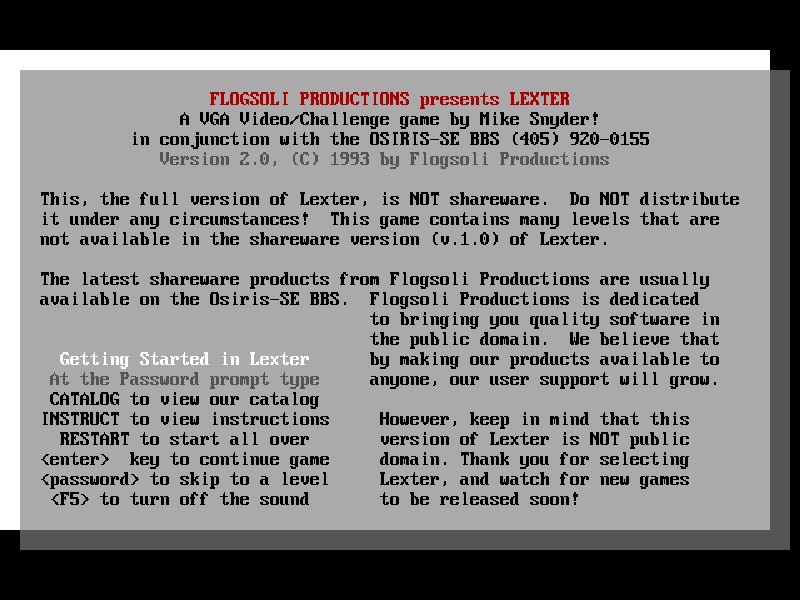 FLOGSOLI PRODUCTIONS presents LEXTER
A VGA Video/Challenge game by Mike Snyder!
in conjunction with the OSIRIS-SE BBS (405) 920-0155
Version 2.0, (C) 1993 by Flogsoli Productions
This, the full version of Lexter, is NOT shareware.  Do NOT distribute
it under any circumstances!  This game contains many levels that are
not available in the shareware version (v.1.0) of Lexter.
The latest shareware products from Flogsoli Productions are usually
available on the Osiris-SE BBS.  Flogsoli Productions is dedicated
to bringing you quality software in
the public domain.  We believe that
by making our products available to
anyone, our user support will grow.
However, keep in mind that this
version of Lexter is NOT public
domain. Thank you for selecting
Lexter, and watch for new games
to be released soon!
Getting Started in Lexter
At the Password prompt type
CATALOG to view our catalog
INSTRUCT to view instructions
RESTART to start all over
<enter>  key to continue game
<password> to skip to a level
<F5> to turn off the sound